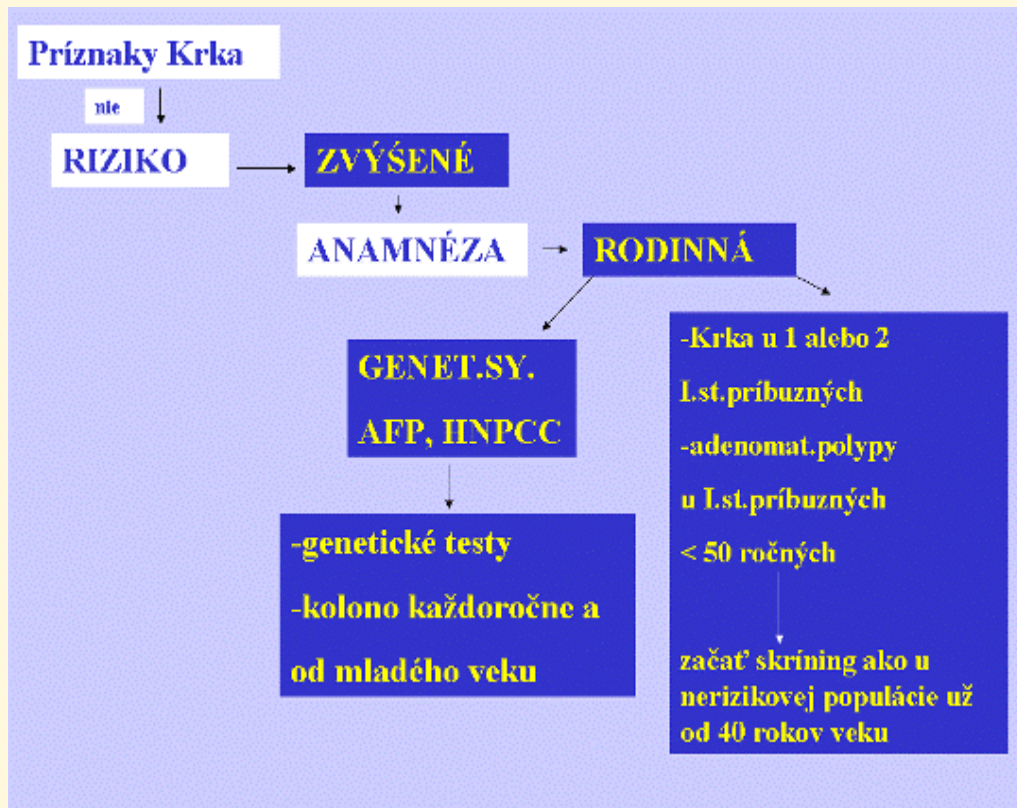 Príznaky Krka
nie
RIZIKO
ZVÝŚENÉ
ANAMNÉZA
RODINNÁ
GENET.SY.
AFP, HNPCC
-genetické testy
-kolono každoročne a
od mladého veku
-Krka u 1 alebo 2
I.st.príbuzných
-adenomat.polypy
u I.st.príbuzných
< 50 ročných
začať skríning ako u
nerizikovej populácie už
od 40 rokov veku